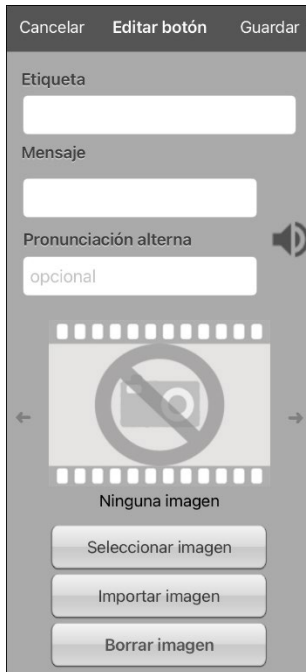 Cancelar Editar botón Guardar
Etiqueta
Mensaje
Pronunciación alterna
opcional
Ninguna imagen
Seleccionar imagen
Importar imagen
Borrar imagen